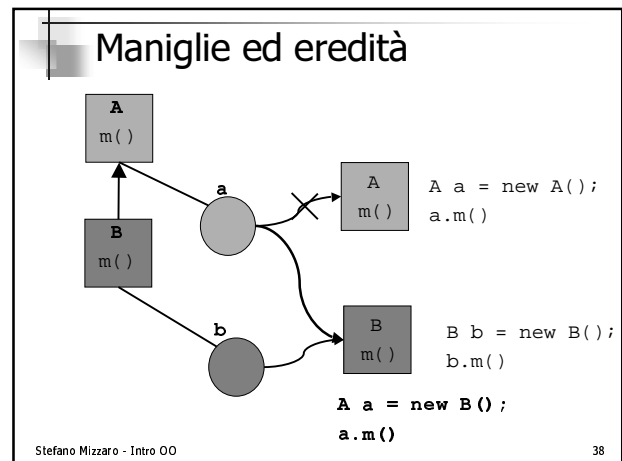 Maniglie ed eredità
A
m()
a
A
m()
A a = new A();
a.m()
B
m()
b
B
m()
B b = new B();
b.m()
A a = new B();
a.m()
Stefano Mizzaro - Intro OO
38